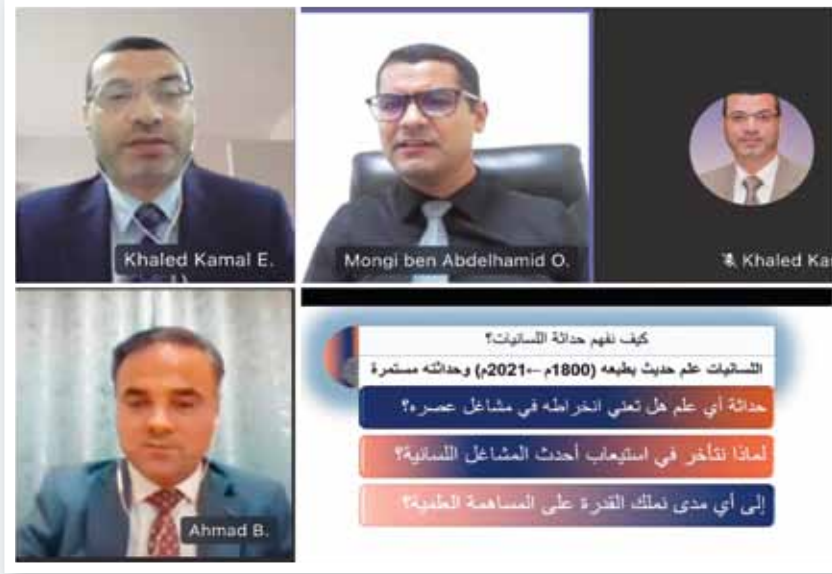 Khaled Kamal E.
Mongi ben Abdelhamid O.
Khaled Kar
Ahmad B.
كيف نفهم حداثة اللسانيات؟
اللسانيات علم حديث بطبعه (1800م ←2021م) وحداثته مستمرة
حداثة أي علم هل تعني انخراطه في مشاغل عصره؟
لماذا نتأخر في استيعاب أحدث المشاغل اللسانية؟
إلى أي مدى نملك القدرة على المساهمة العلمية؟